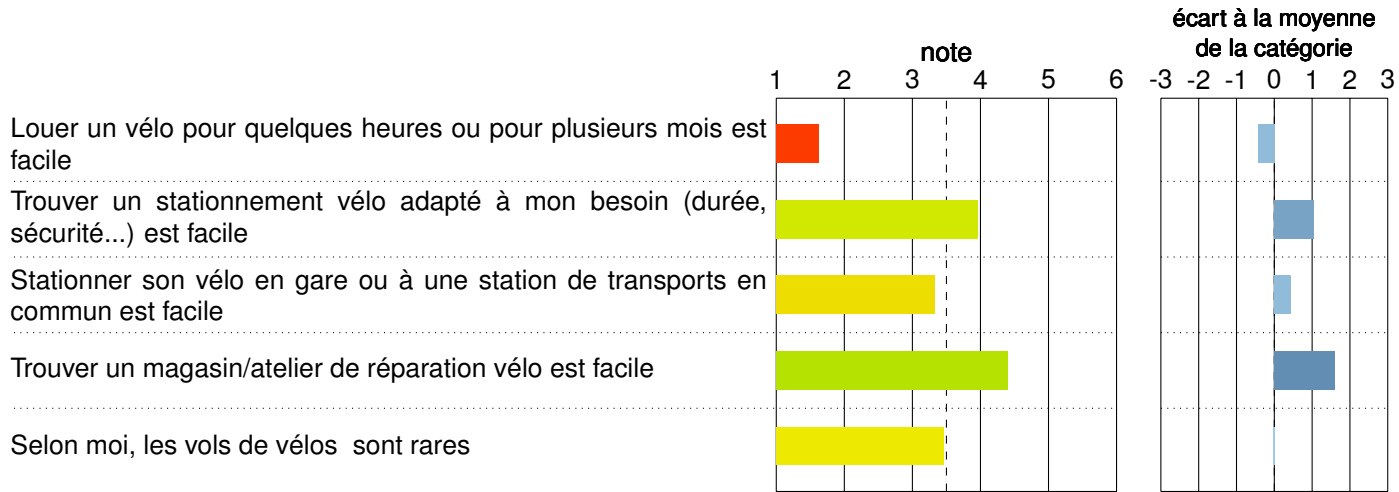 écart à la moyenne
de la catégorie
note
1 2 3 4 5 6 -3 -2 -1 0 1 2 3
Louer un vélo pour quelques heures ou pour plusieurs mois est
facile
Trouver un stationnement vélo adapté à mon besoin (durée,
sécurité...) est facile
Stationner son vélo en gare ou à une station de transports en
commun est facile
Trouver un magasin/atelier de réparation vélo est facile
Selon moi, les vols de vélos sont rares